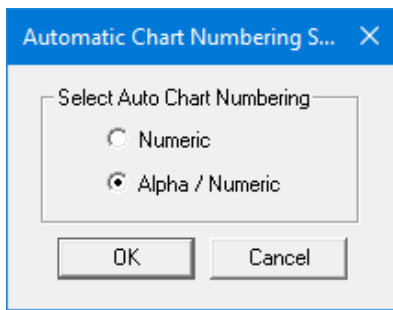 Automatic Chart Numbering S...
Select Auto Chart Numbering
Numeric
Alpha / Numeric
OK Cancel